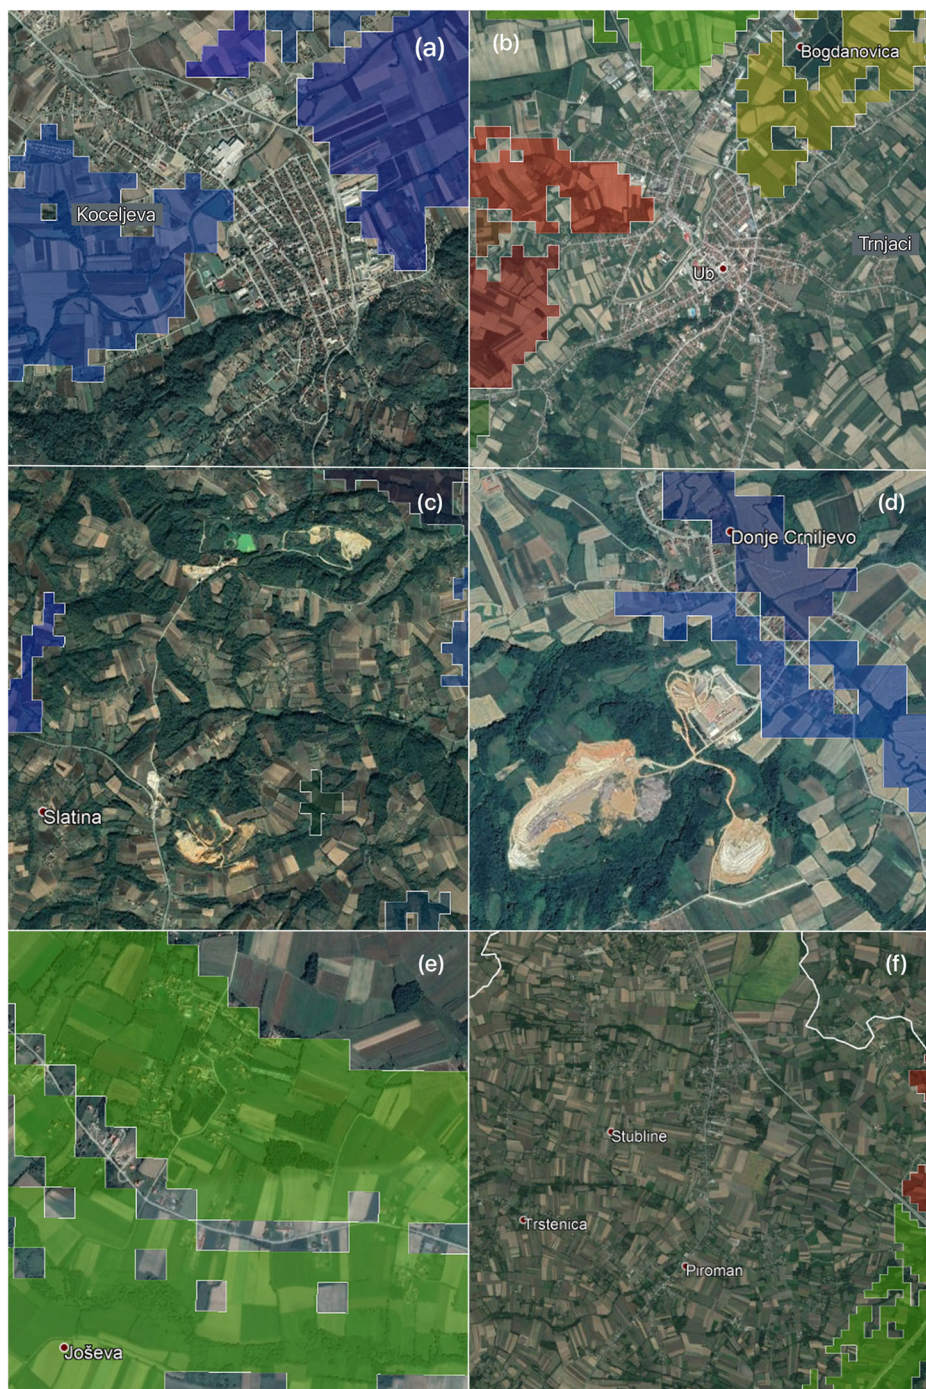 (a)
Koceljeva
(b)
Bogdanovica
Trnjaci
Ub
(c)
Slatina
(d)
Donje Crniljevo
(e)
Joševa
(f)
Stubline
Trstenica
Piroman